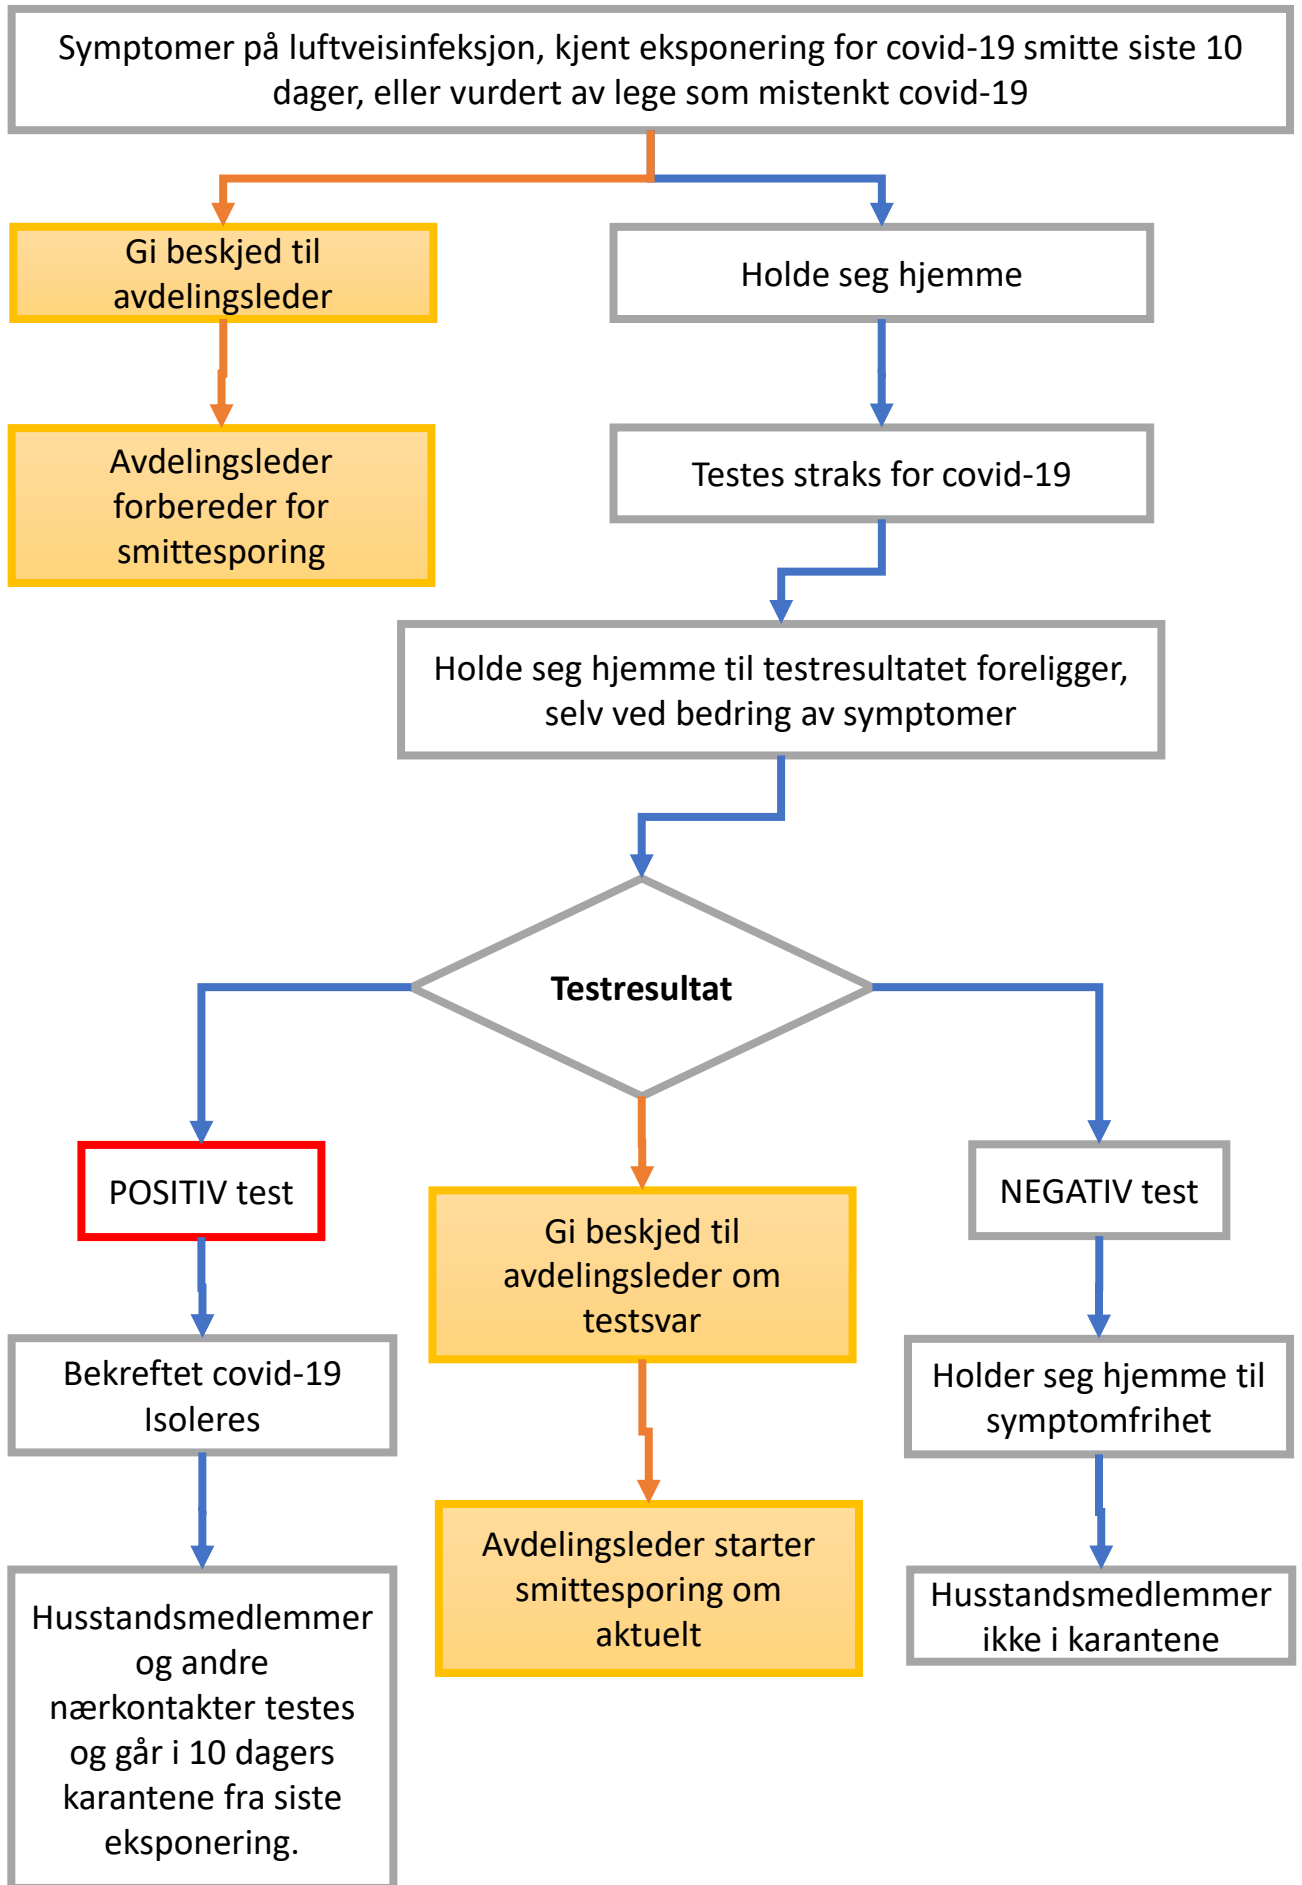 Symptomer på luftveisinfeksjon, kjent eksponering for covid-19 smitte siste 10
dager, eller vurdert av lege som mistenkt covid-19
Gi beskjed til
avdelingsleder
Holde seg hjemme
Avdelingsleder
forbereder for
smittesporing
Testes straks for covid-19
Holde seg hjemme til testresultatet foreligger,
selv ved bedring av symptomer
Testresultat
POSITIV test
Gi beskjed til
avdelingsleder om
testsvar
NEGATIV test
Bekreftet covid-19
Isoleres
Holder seg hjemme til
symptomfrihet
Avdelingsleder starter
smittesporing om
aktuelt
Husstandsmedlemmer
og andre
nærkontakter testes
og går i 10 dagers
karantene fra siste
eksponering.
Husstandsmedlemmer
ikke i karantene